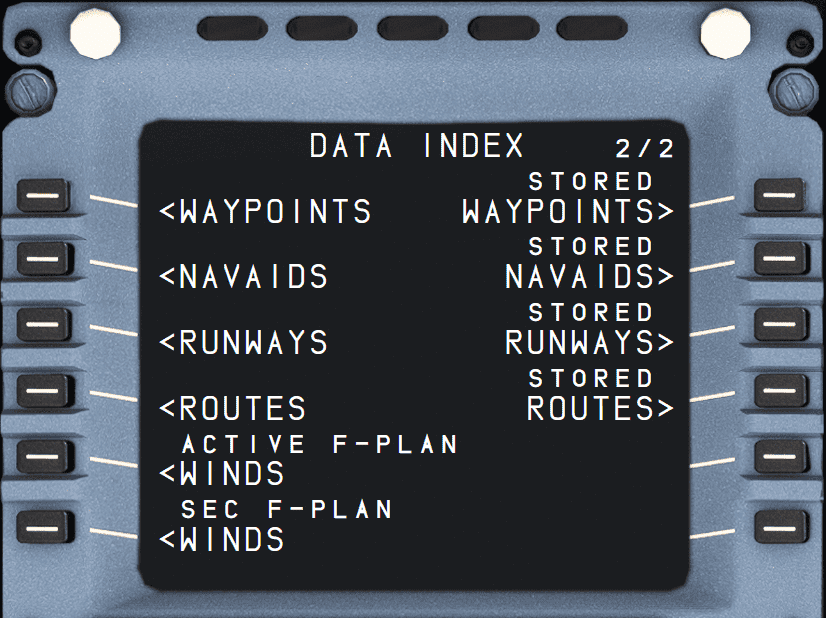 DATA INDEX 2/2
STORED
<WAYPOINTS WAYPOINTS>
STORED
<NAVAIDS NAVAIDS>
STORED
<RUNWAYS RUNWAYS>
STORED
<ROUTES ROUTES>
ACTIVE F-PLAN
<WINDS
SEC F-PLAN
<WINDS